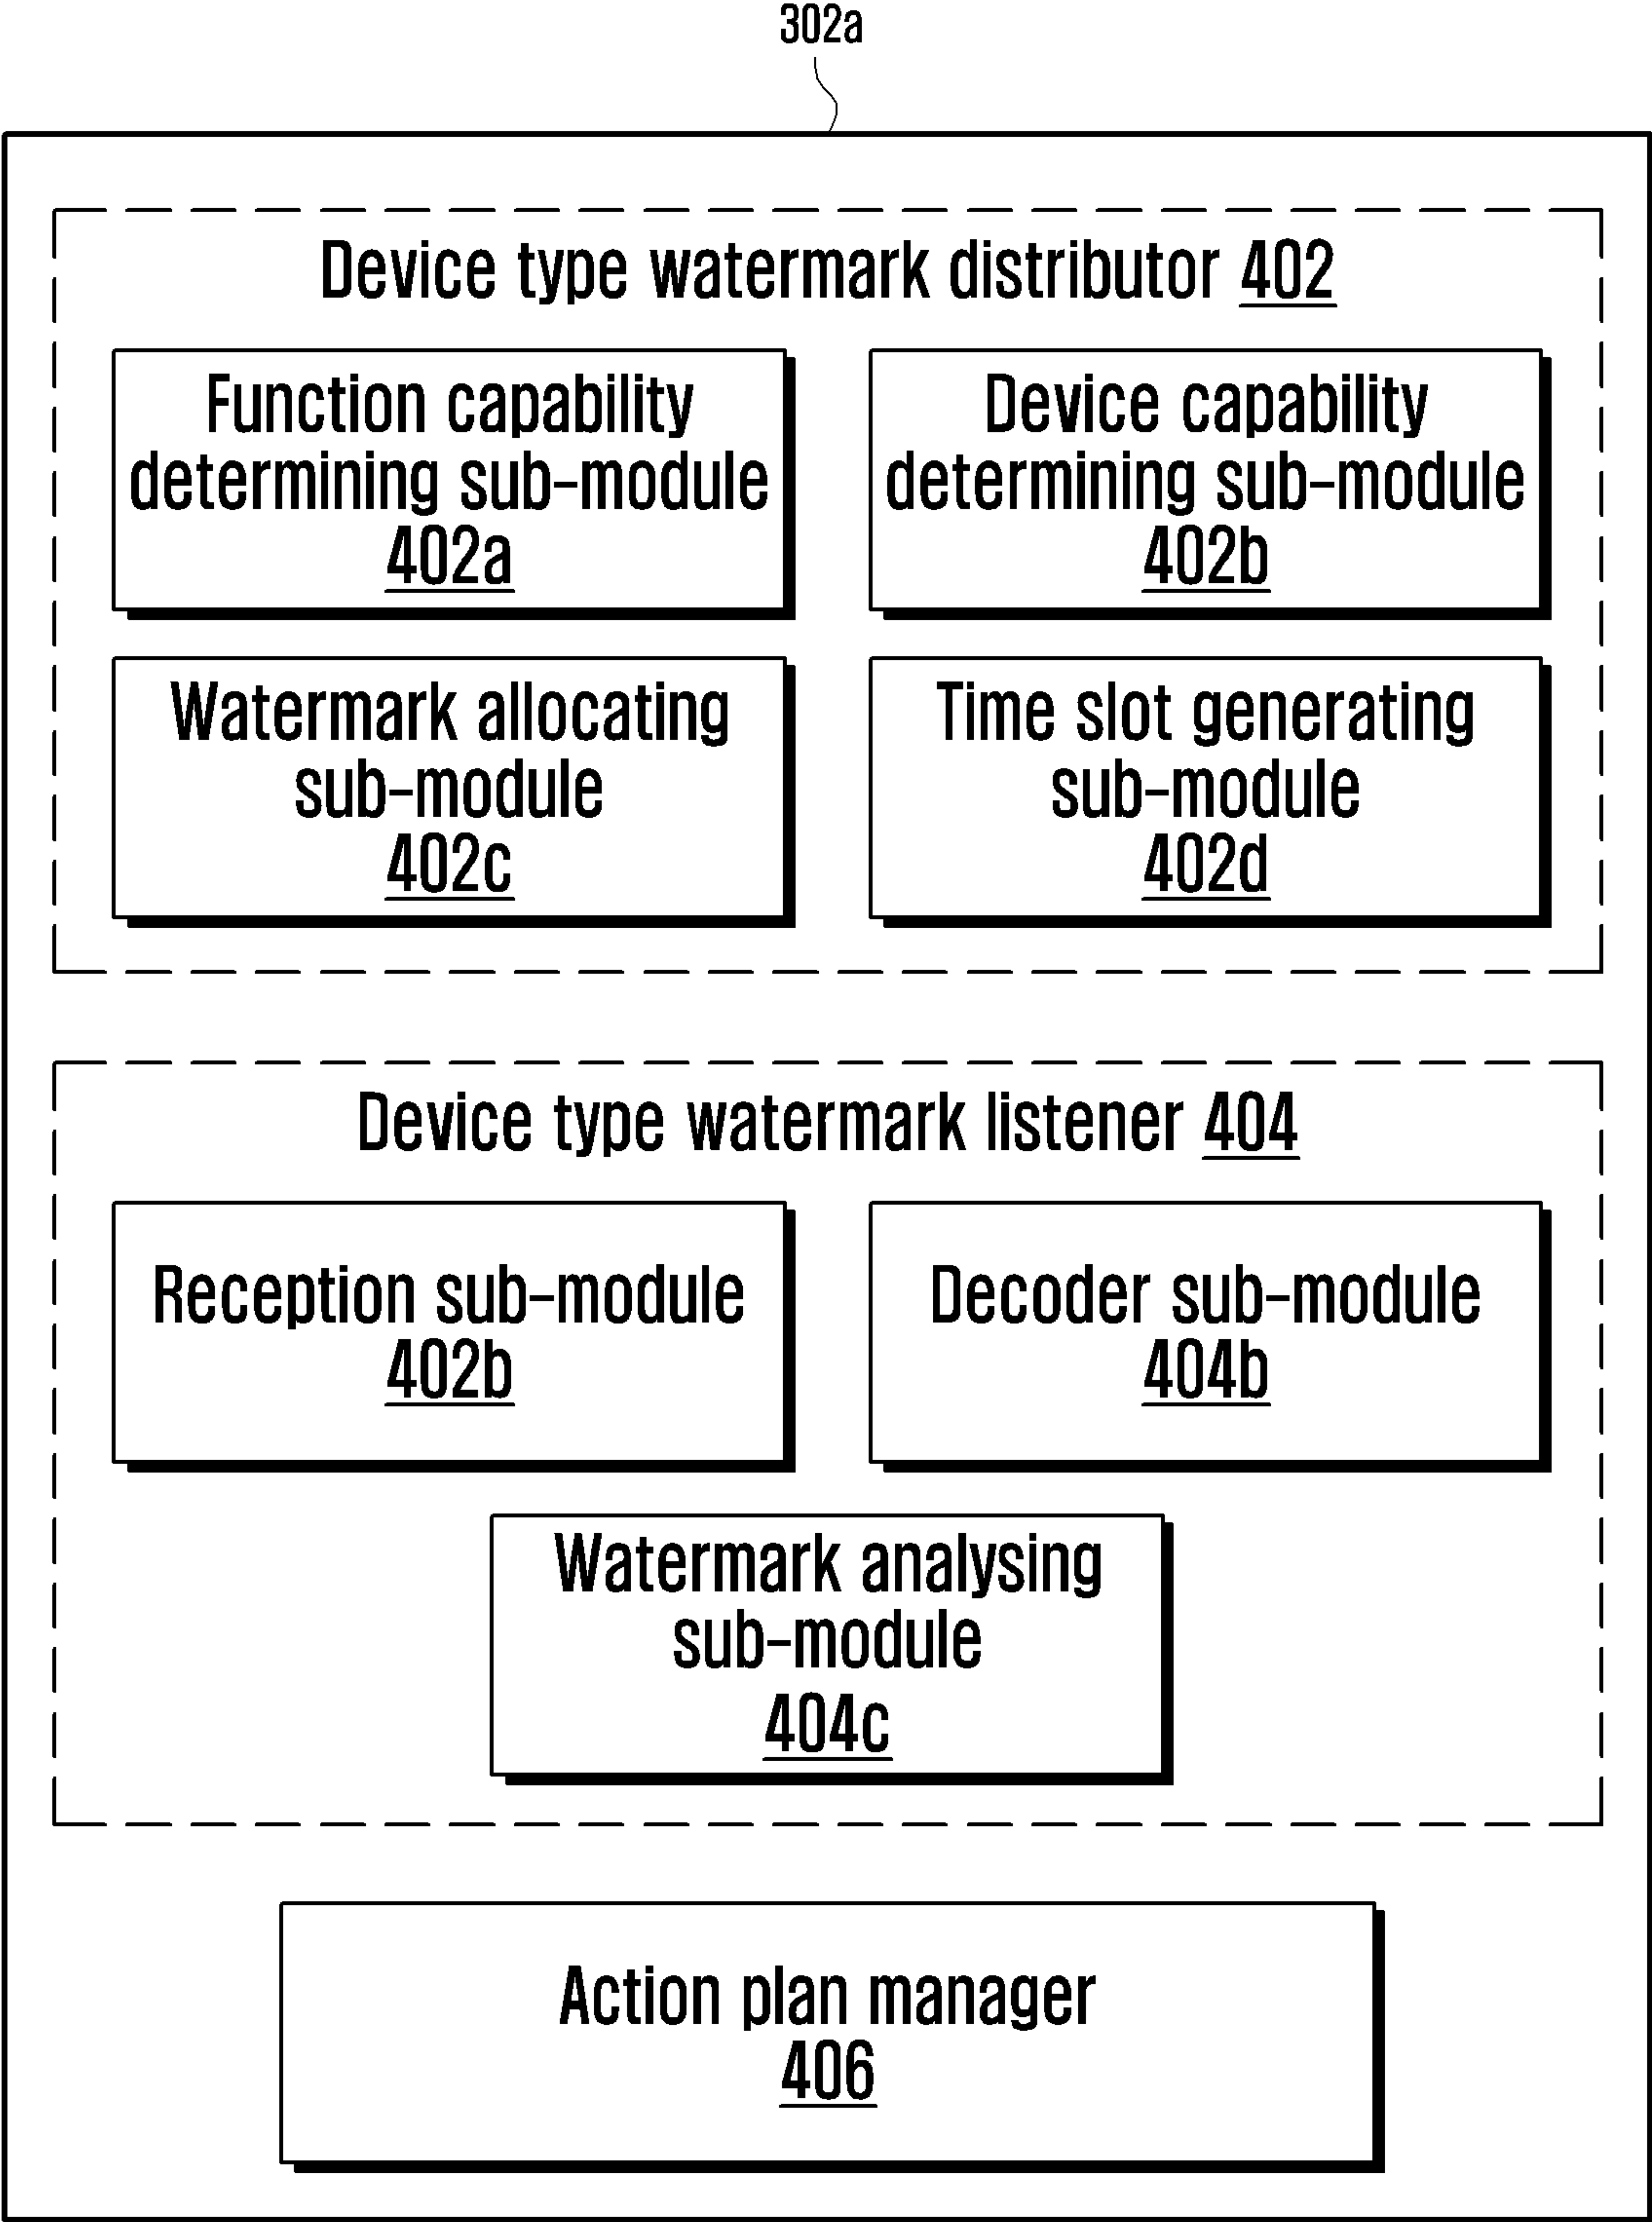 302a
Device type watermark distributor 402
Function capability
determining sub-module
402a
Device capability
determining sub-module
402b
Watermark allocating
sub-module
402c
Time slot generating
sub-module
402d
Device type watermark listener 404
Reception sub-module
402b
Decoder sub-module
404b
Watermark analysing
sub-module
404c
Action plan manager
406